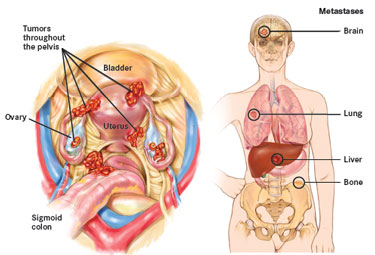 Tumors
throughout
the pelvis
Bladder
Ovary
Uterus
Sigmoid
colon
Metastases
Brain
Lung
Liver
Bone